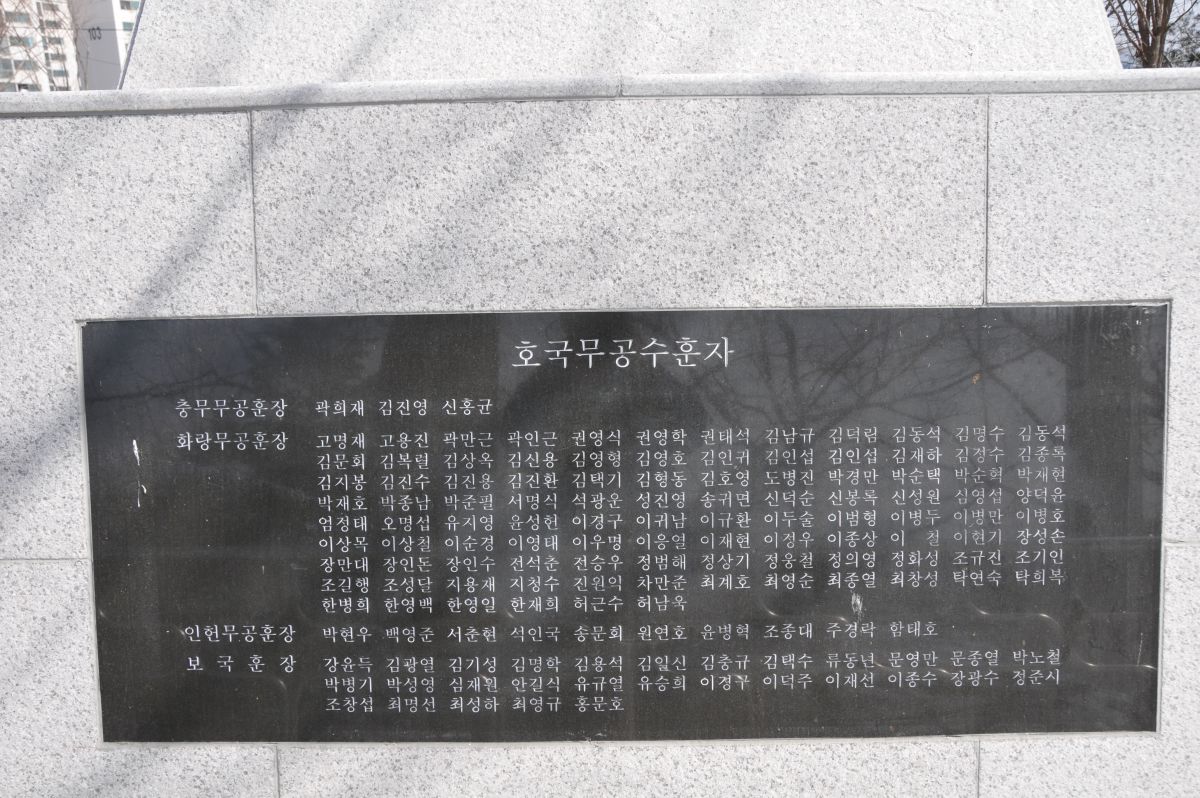 103
호국무공수훈자
충무무공훈장 곽희재 김진영 신홍균
화랑무공훈장 고명재 고용진 곽만근 곽인근 권영식 권영학 권태석 김남규 김덕림 김동석 김명수 김동석
김문회 김복렬 김상옥 김신용 김영형 김영호 김인귀 김인섭 김인섭 김재하 김경수 김종록
김지봉 김진수 김진용 김진환 김택기 김형동 김호영 도병진 박경만 박순택 박순혁 박재현
박재호 박종남 박준필 서명식 석광운 성진영 송귀면 신덕순 신봉록 신성원 심영섭 양덕윤
엄정태 오명섭 유지영 윤성헌 이경구 이귀남 이규환 이두술 이범형 이병두 이병만 이병호
이상목 이상철 이순경 이영대 이우명 이응열 이재현 이정우 이종상 이 철 이현기 장성손
장만대 장인돈 장인수 전석춘 전승우 정범해 정상기 정웅철 정의영 정화성 조규진 조기인
조길행 조성달 지용재 지청수 진원익 차만준 최계호 최영순 최종열 최창성 탁연숙 탁희복
한병희 한영백 한영일 한재희 허근수 허남욱
인헌무공훈장 박현우 백영준 서춘현 석인국 송문회 원연호 윤병혁 조종대 주경락 함태호
보국훈장 강윤득 김광열 김기성 김명학 김용석 김일신 김충규 김택수 류동년 문영만 문종열 박노철
박병기 박성영 심재원 안길식 유규열 유승희 이경구 이덕주 이재선 이종수 장광수 정준시
조창섭 최명선 최성하 최영규 홍문호